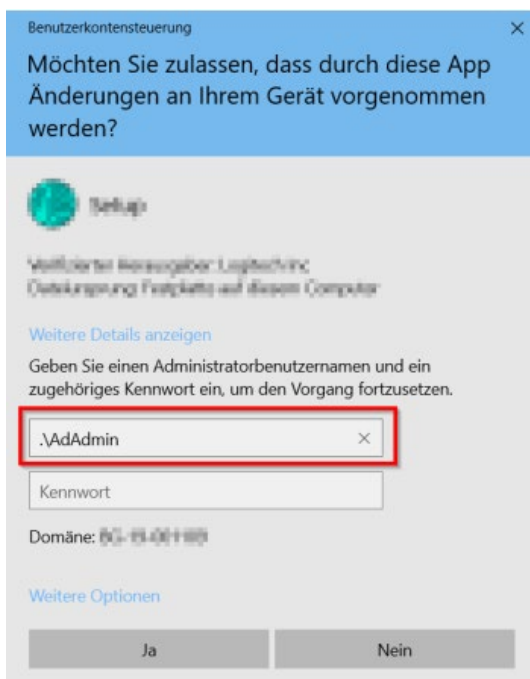 Benutzerkontensteuerung
Möchten Sie zulassen, dass durch diese App
Änderungen an Ihrem Gerät vorgenommen
werden?
Setup
Weitere Details anzeigen
Geben Sie einen Administratorbenutzernamen und ein
zugehöriges Kennwort ein, um den Vorgang fortzusetzen.
.\AdAdmin
Kennwort
Domäne:
Weitere Optionen
Ja
Nein